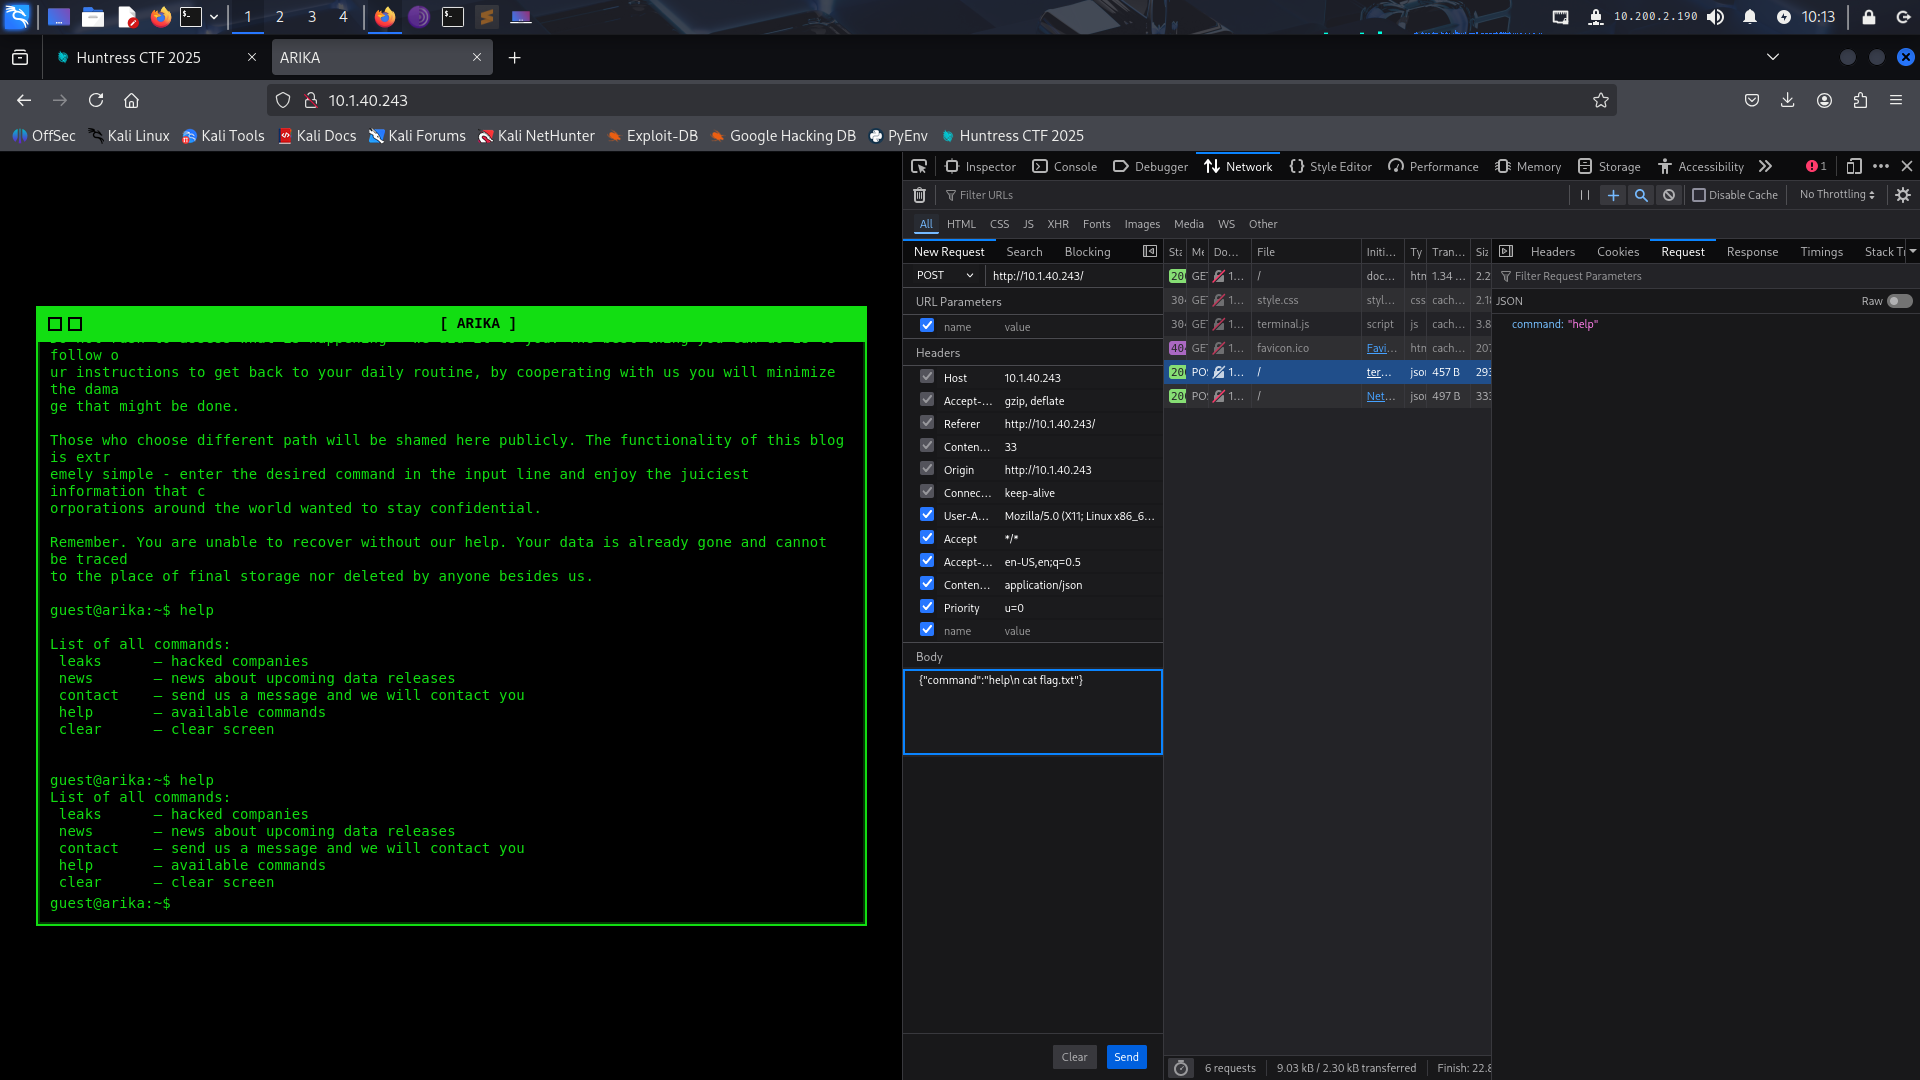 1 2 3 4
10.200.2.190
10:13
Huntress CTF 2025
ARIKA
10.1.40.243
OffSec Kali Linux Kali Tools Kali Docs Kali Forums Kali NetHunter Exploit-DB Google Hacking DB PyEnv Huntress CTF 2025
[ ARIKA ]
follow o
ur instructions to get back to your daily routine, by cooperating with us you will minimize
the dama
ge that might be done.
Those who choose different path will be shamed here publicly. The functionality of this blog
is extr
emely simple - enter the desired command in the input line and enjoy the juiciest
information that c
orporations around the world wanted to stay confidential.
Remember. You are unable to recover without our help. Your data is already gone and cannot
be traced
to the place of final storage nor deleted by anyone besides us.
guest@arika:~$ help
List of all commands:
leaks — hacked companies
news — news about upcoming data releases
contact — send us a message and we will contact you
help — available commands
clear — clear screen
guest@arika:~$ help
List of all commands:
leaks — hacked companies
news — news about upcoming data releases
contact — send us a message and we will contact you
help — available commands
clear — clear screen
guest@arika:~$
Inspector Console Debugger Network Style Editor Performance Memory Storage Accessibility 1
Filter URLs
Disable Cache No Throttling
All HTML CSS JS XHR Fonts Images Media WS Other
New Request Search Blocking
POST http://10.1.40.243/
URL Parameters
name value
Headers
Host 10.1.40.243
Accept-... gzip, deflate
Referer http://10.1.40.243/
Conten... 33
Origin http://10.1.40.243
Connec... keep-alive
User-A... Mozilla/5.0 (X11; Linux x86_6...
Accept */*
Accept-... en-US,en;q=0.5
Conten... application/json
Priority u=0
name value
Body
{"command":"help\n cat flag.txt"}
Clear Send
Sta Me Do... File Initi... Ty Tran... Siz
200 GET 1... / doc... htm 1.34 ... 2.2
304 GET 1... style.css styl... css cach... 2.18
304 GET 1... terminal.js script js cach... 3.8
404 GET 1... favicon.ico Favi... htm cach... 207
200 POS 1... / ter... json 457 B 293
200 POS 1... / Net... json 497 B 333
6 requests 9.03 kB / 2.30 kB transferred Finish: 22.8
Headers Cookies Request Response Timings Stack Tr
Filter Request Parameters
JSON Raw
command: "help"